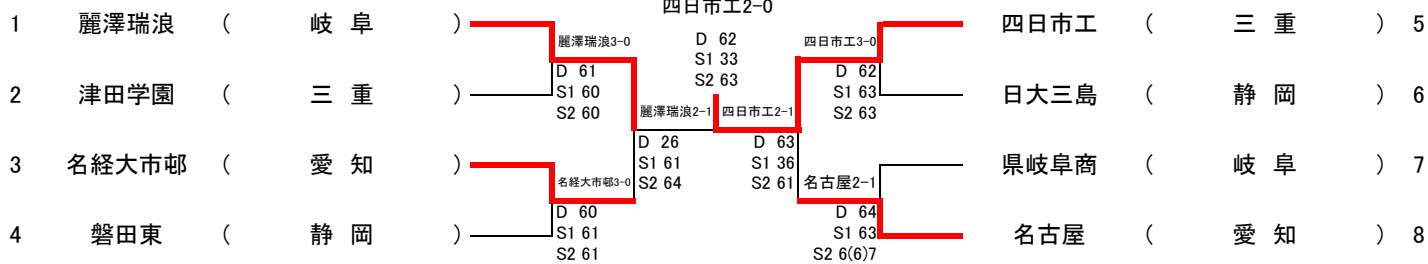 四日市工2-0
1 麗澤瑞浪 ( 岐 阜 )
麗澤瑞浪3-0
D 61
S1 60
S2 60
2 津田学園 ( 三 重 )
麗澤瑞浪2-1
D 26
S1 61
S2 64
3 名経大市邨 ( 愛 知 )
名経大市邨3-0
D 60
S1 61
S2 61
4 磐田東 ( 静 岡 )
D 62
S1 33
S2 63
四日市工 ( 三 重 ) 5
四日市工3-0
D 62
S1 63
S2 63
日大三島 ( 静 岡 ) 6
四日市工2-1
D 63
S1 36
S2 61
県岐阜商 ( 岐 阜 ) 7
名古屋2-1
D 64
S1 63
S2 6(6)7
名古屋 ( 愛 知 ) 8